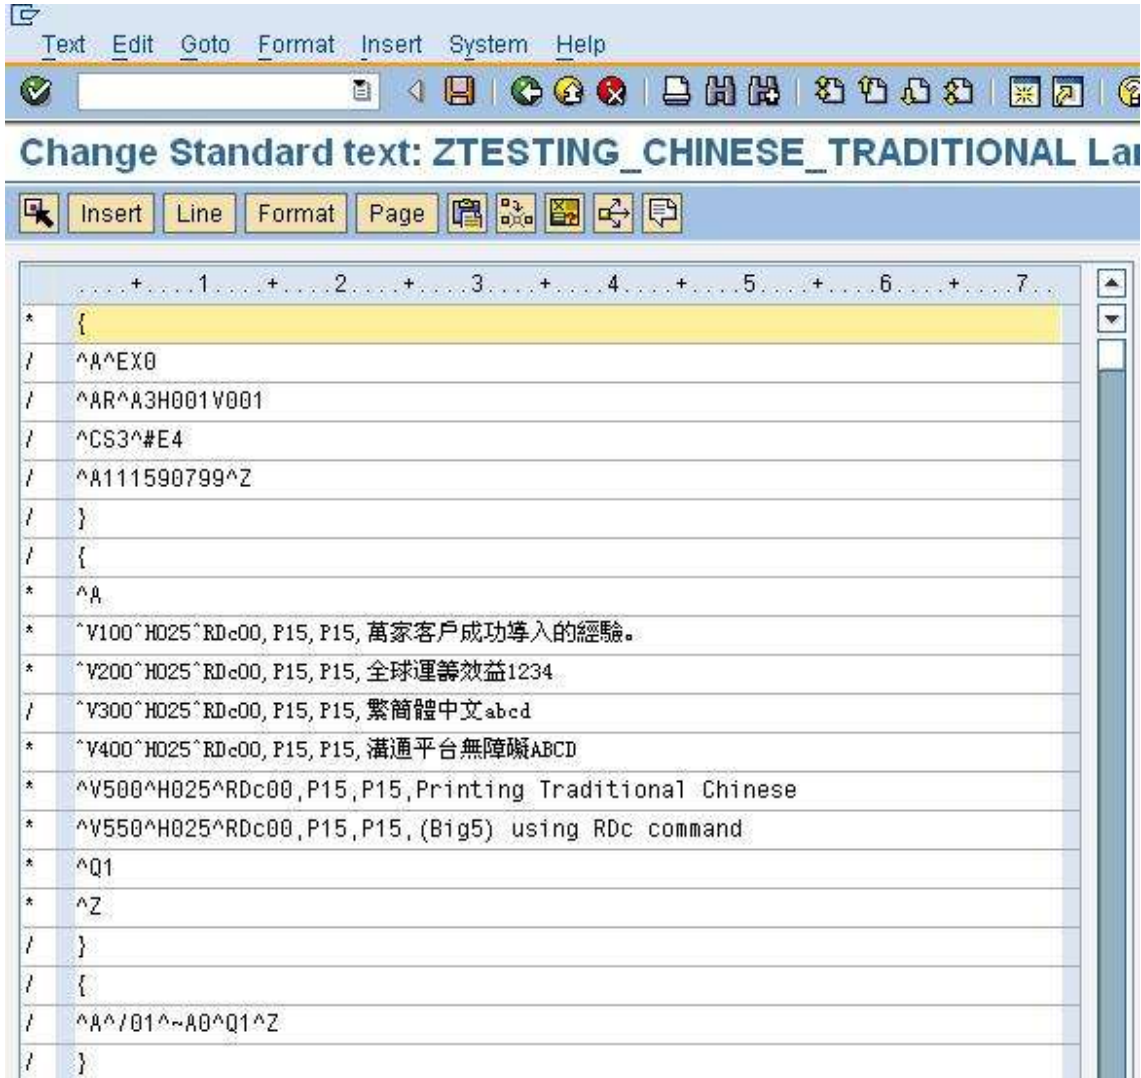 Text Edit Goto Format Insert System Help
Change Standard text: ZTESTING_CHINESE_TRADITIONAL
Insert Line Format Page
....+....1....+....2....+....3....+....4....+....5....+....6....+....7..
* {
/ ^A^EX0
/ ^AR^A3H001V001
/ ^CS3^#E4
/ ^A111590799^Z
/ }
/ {
* ^A
* ^V100^H025^RDc00,P15,P15,萬家客戶成功導入的經驗。
* ^V200^H025^RDc00,P15,P15,全球運籌效益1234
/ ^V300^H025^RDc00,P15,P15,繁簡體中文abcd
* ^V400^H025^RDc00,P15,P15,溝通平台無障礙ABCD
* ^V500^H025^RDc00,P15,P15,Printing Traditional Chinese
* ^V550^H025^RDc00,P15,P15,(Big5) using RDc command
* ^Q1
* ^Z
/ }
/ {
/ ^A^/01^~A0^Q1^Z
/ }